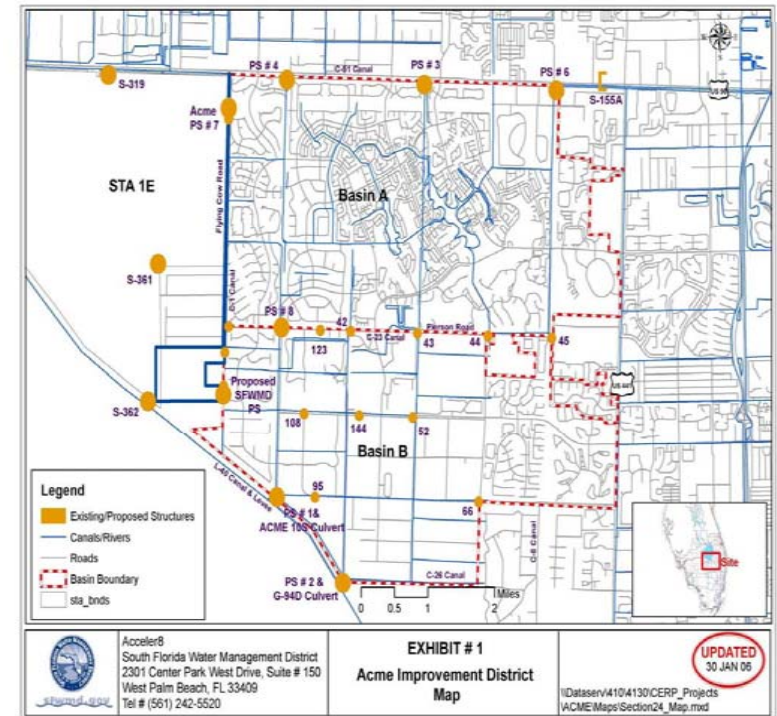 PS # 4
C-51 Canal
PS # 3
PS # 6
S-319
S-155A
Acme
PS # 7
STA 1E
Flying Cow Road
Basin A
S-361
C-1 Canal
PS # 8
42
Pierson Road
C-23 Canal
123
43
44
45
US 441
Proposed
SFWMD
PS
S-362
108
144
52
Basin B
L-40 Canal & Levee
95
PS # 1&
ACME 10S Culvert
66
C-8 Canal
PS # 2 &
G-94D Culvert
C-26 Canal
Miles
0 0.5 1 2
Legend
Existing/Proposed Structures
Canals/Rivers
Roads
Basin Boundary
sta_bnds
Site
sfwmd.gov
Acceler8
South Florida Water Management District
2301 Center Park West Drive, Suite # 150
West Palm Beach, FL 33409
Tel # (561) 242-5520
EXHIBIT # 1
Acme Improvement District
Map
UPDATED
30 JAN 06
\\Dataserv\410\4130\CERP_Projects
\ACME\Maps\Section24_Map.mxd